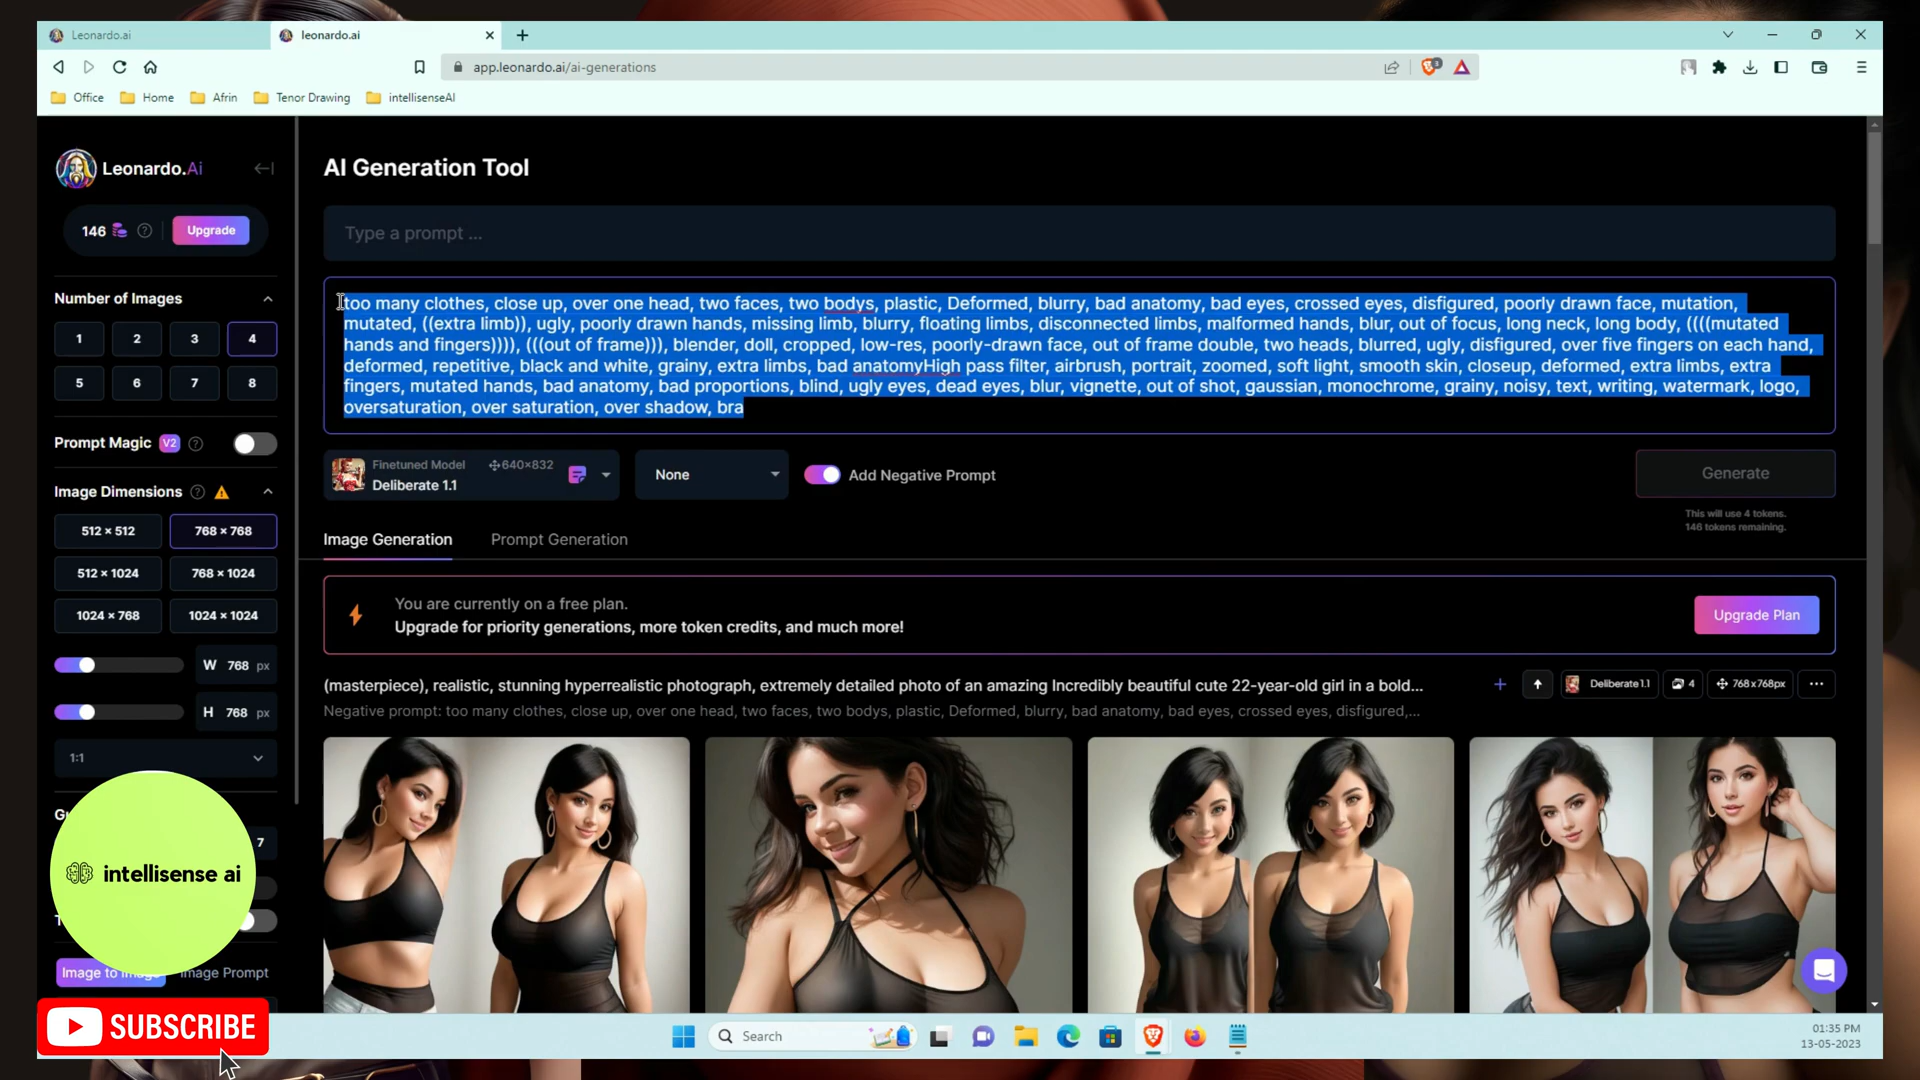 Leonardo.ai
leonardo.ai
app.leonardo.ai/ai-generations
Office
Home
Afrin
Tenor Drawing
intellisenseAI
Leonardo.Ai
146
Upgrade
Number of Images
1 2 3 4
5 6 7 8
Prompt Magic V2
Image Dimensions
512 × 512 768 × 768
512 × 1024 768 × 1024
1024 × 768 1024 × 1024
W 768 px
H 768 px
1:1
7
intellisense ai
Image to Image Image Prompt
SUBSCRIBE
AI Generation Tool
Type a prompt ...
too many clothes, close up, over one head, two faces, two bodys, plastic, Deformed, blurry, bad anatomy, bad eyes, crossed eyes, disfigured, poorly drawn face, mutation,
mutated, ((extra limb)), ugly, poorly drawn hands, missing limb, blurry, floating limbs, disconnected limbs, malformed hands, blur, out of focus, long neck, long body, ((((mutated
hands and fingers)))), (((out of frame))), blender, doll, cropped, low-res, poorly-drawn face, out of frame double, two heads, blurred, ugly, disfigured, over five fingers on each hand,
deformed, repetitive, black and white, grainy, extra limbs, bad anatomyHigh pass filter, airbrush, portrait, zoomed, soft light, smooth skin, closeup, deformed, extra limbs, extra
fingers, mutated hands, bad anatomy, bad proportions, blind, ugly eyes, dead eyes, blur, vignette, out of shot, gaussian, monochrome, grainy, noisy, text, writing, watermark, logo,
oversaturation, over saturation, over shadow, bra
Finetuned Model 640×832
Deliberate 1.1
None
Add Negative Prompt
Generate
This will use 4 tokens.
146 tokens remaining.
Image Generation
Prompt Generation
You are currently on a free plan.
Upgrade for priority generations, more token credits, and much more!
Upgrade Plan
(masterpiece), realistic, stunning hyperrealistic photograph, extremely detailed photo of an amazing Incredibly beautiful cute 22-year-old girl in a bold...
Deliberate 1.1 4 768x768px
Negative prompt: too many clothes, close up, over one head, two faces, two bodys, plastic, Deformed, blurry, bad anatomy, bad eyes, crossed eyes, disfigured,...
Search
01:35 PM
13-05-2023